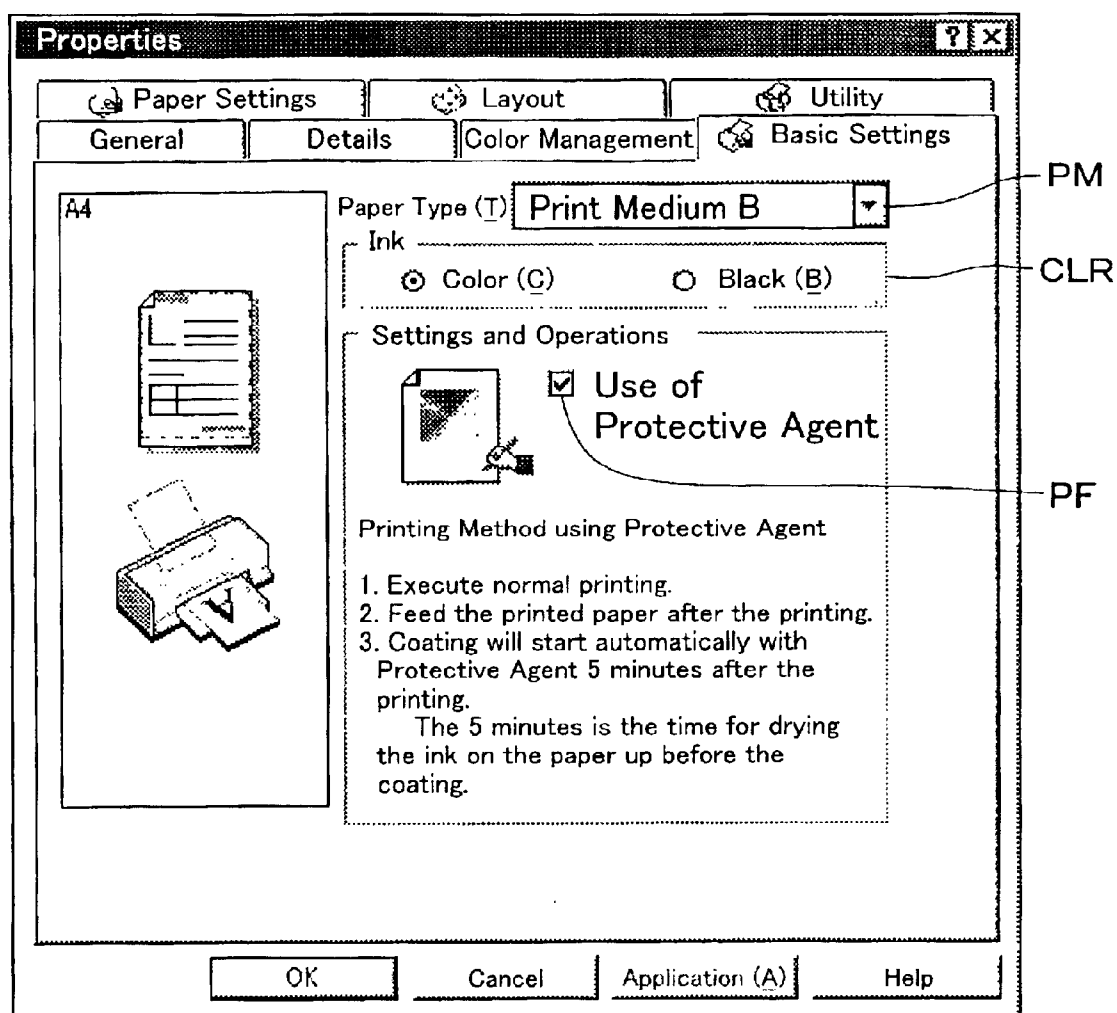 Properties
? ×
Paper Settings Layout Utility
General Details Color Management Basic Settings
PM
A4
Paper Type (T) Print Medium B
Ink
CLR
Color (C) Black (B)
Settings and Operations
Use of
Protective Agent
PF
Printing Method using Protective Agent
1. Execute normal printing.
2. Feed the printed paper after the printing.
3. Coating will start automatically with
Protective Agent 5 minutes after the
printing.
The 5 minutes is the time for drying
the ink on the paper up before the
coating.
OK Cancel Application (A) Help